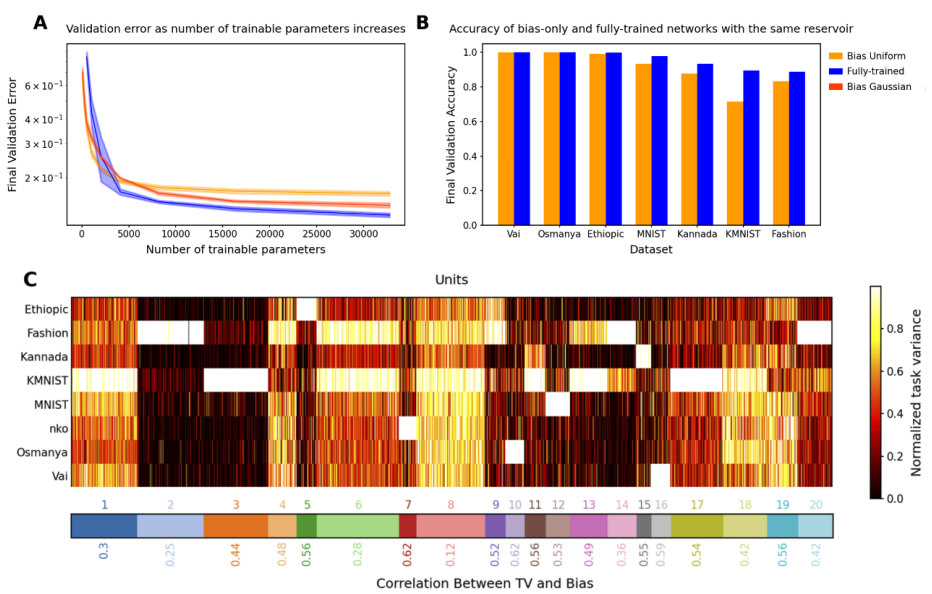 A
Validation error as number of trainable parameters increases
Final Validation Error
6 × 10⁻¹
4 × 10⁻¹
3 × 10⁻¹
2 × 10⁻¹
0 5000 10000 15000 20000 25000 30000
Number of trainable parameters
B
Accuracy of bias-only and fully-trained networks with the same reservoir
Final Validation Accuracy
1.0
0.8
0.6
0.4
0.2
0.0
Vai Osmanya Ethiopic MNIST Kannada KMNIST Fashion
Dataset
Bias Uniform
Fully-trained
Bias Gaussian
C
Units
Ethiopic
Fashion
Kannada
KMNIST
MNIST
nko
Osmanya
Vai
0.8
0.6
0.4
0.2
0.0
Normalized task variance
1 2 3 4 5 6 7 8 9 10 11 12 13 14 15 16 17 18 19 20
0.3 0.25 0.44 0.48 0.56 0.28 0.62 0.12 0.52 0.62 0.56 0.53 0.49 0.36 0.55 0.59 0.54 0.42 0.56 0.42
Correlation Between TV and Bias